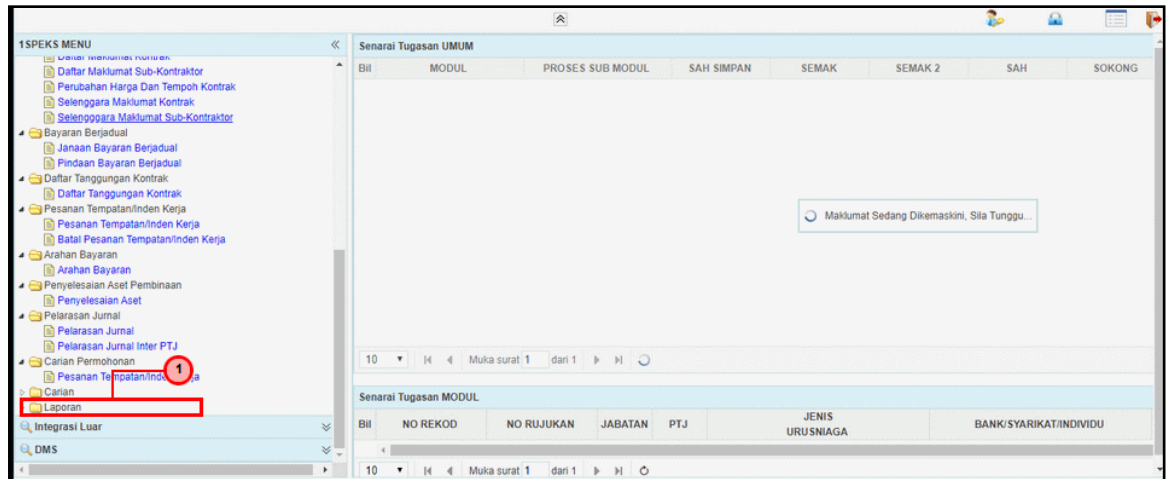 1SPEKS MENU
Daftar Maklumat Kontrak
Daftar Maklumat Sub-Kontraktor
Perubahan Harga Dan Tempoh Kontrak
Selenggara Maklumat Kontrak
Selengggara Maklumat Sub-Kontraktor
Bayaran Berjadual
Janaan Bayaran Berjadual
Pindaan Bayaran Berjadual
Daftar Tanggungan Kontrak
Daftar Tanggungan Kontrak
Pesanan Tempatan/Inden Kerja
Pesanan Tempatan/Inden Kerja
Batal Pesanan Tempatan/Inden Kerja
Arahan Bayaran
Arahan Bayaran
Penyelesaian Aset Pembinaan
Penyelesaian Aset
Pelarasan Jurnal
Pelarasan Jurnal
Pelarasan Jurnal Inter PTJ
Carian Permohonan
1
Pesanan Tempatan/Inde ja
Carian
Laporan
Integrasi Luar
DMS
Senarai Tugasan UMUM
Bil MODUL PROSES SUB MODUL SAH SIMPAN SEMAK SEMAK 2 SAH SOKONG
Maklumat Sedang Dikemaskini, Sila Tunggu...
10 Muka surat 1 dari 1
Senarai Tugasan MODUL
Bil NO REKOD NO RUJUKAN JABATAN PTJ JENIS URUSNIAGA BANK/SYARIKAT/INDIVIDU
10 Muka surat 1 dari 1